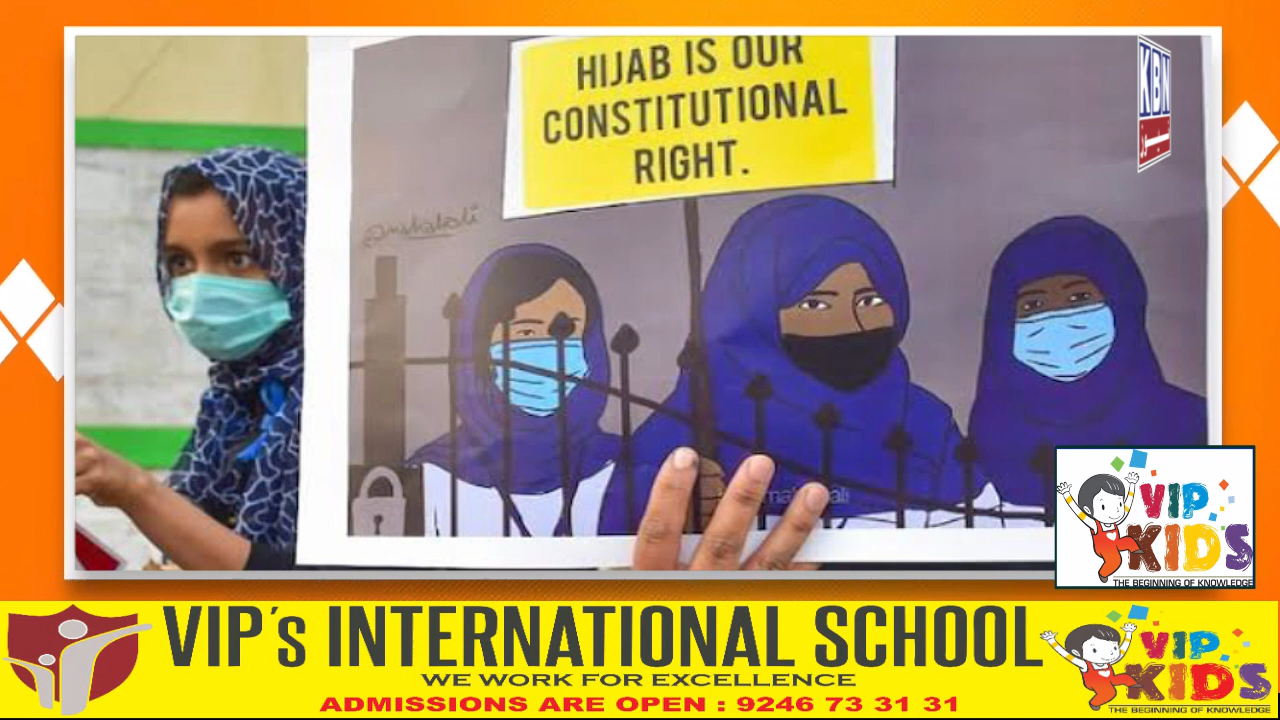 HIJAB IS OUR
CONSTITUTIONAL
RIGHT.
KBN
نیوز
VIP
KIDS
THE BEGINNING OF KNOWLEDGE
VIP's INTERNATIONAL SCHOOL
WE WORK FOR EXCELLENCE
ADMISSIONS ARE OPEN : 9246 73 31 31
VIP
KIDS
THE BEGINNING OF KNOWLEDGE